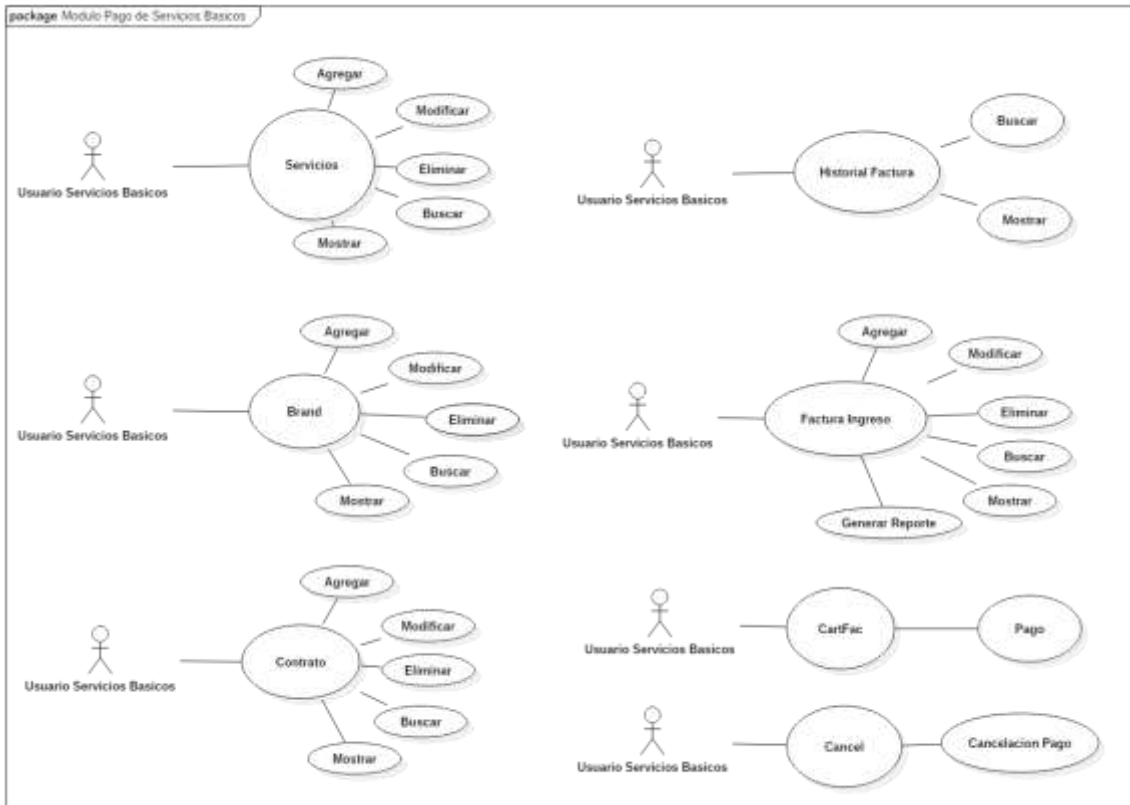 package Modulo Pago de Servicios Basicos
Agregar
Modificar
Servicios
Eliminar
Usuario Servicios Basicos
Buscar
Mostrar
Buscar
Historial Factura
Usuario Servicios Basicos
Mostrar
Agregar
Modificar
Brand
Eliminar
Usuario Servicios Basicos
Buscar
Mostrar
Agregar
Modificar
Factura Ingreso
Eliminar
Usuario Servicios Basicos
Buscar
Mostrar
Generar Reporte
Agregar
Modificar
Contrato
Eliminar
Usuario Servicios Basicos
Buscar
Mostrar
CartFac
Pago
Usuario Servicios Basicos
Cancel
Cancelacion Pago
Usuario Servicios Basicos